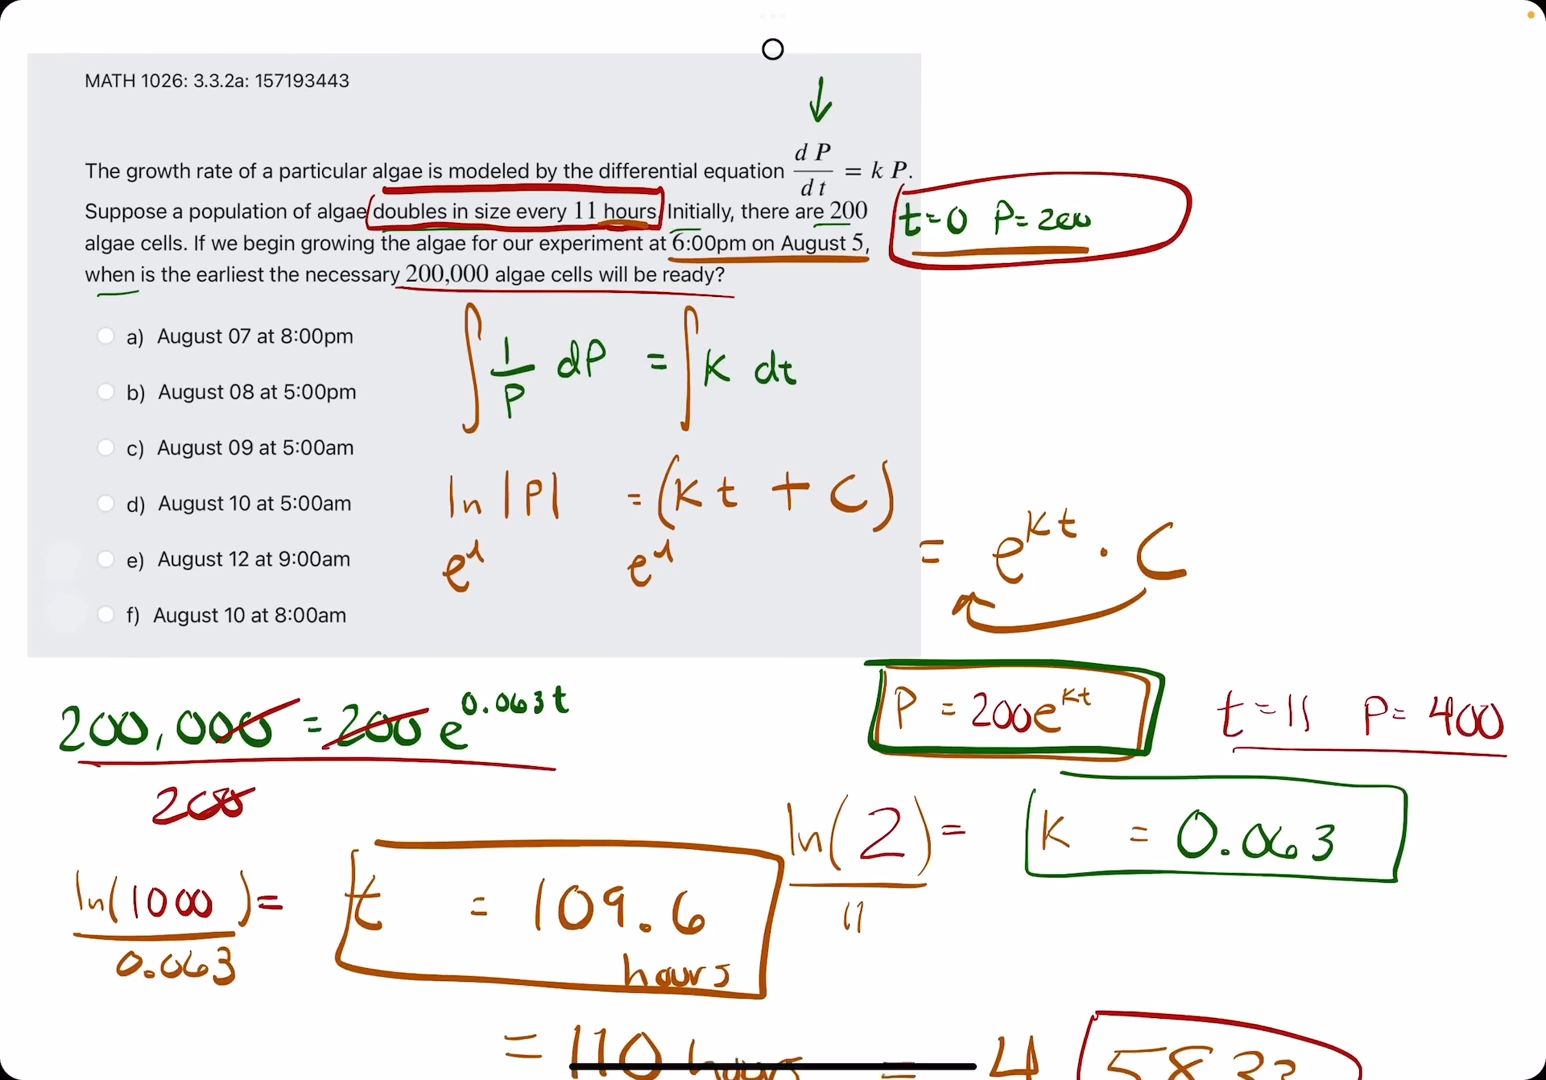 MATH 1026: 3.3.2a: 157193443
The growth rate of a particular algae is modeled by the differential equation dP/dt = k P.
Suppose a population of algae doubles in size every 11 hours. Initially, there are 200
algae cells. If we begin growing the algae for our experiment at 6:00pm on August 5,
when is the earliest the necessary 200,000 algae cells will be ready?
t=0 P=200
a) August 07 at 8:00pm
b) August 08 at 5:00pm
c) August 09 at 5:00am
d) August 10 at 5:00am
e) August 12 at 9:00am
f) August 10 at 8:00am
∫ 1/P dP = ∫ K dt
ln |P| = (Kt + C)
e e
= e^Kt · C
P = 200e^Kt
t=11 P= 400
200,000 = 200 e^0.063t
200
ln(2) =
11
K = 0.063
ln(1000) =
0.063
t = 109.6
hours
= 110 hours = 4